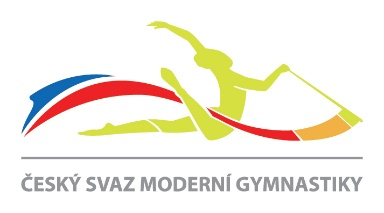 ČESKÝ SVAZ MODERNÍ GYMNASTIKY